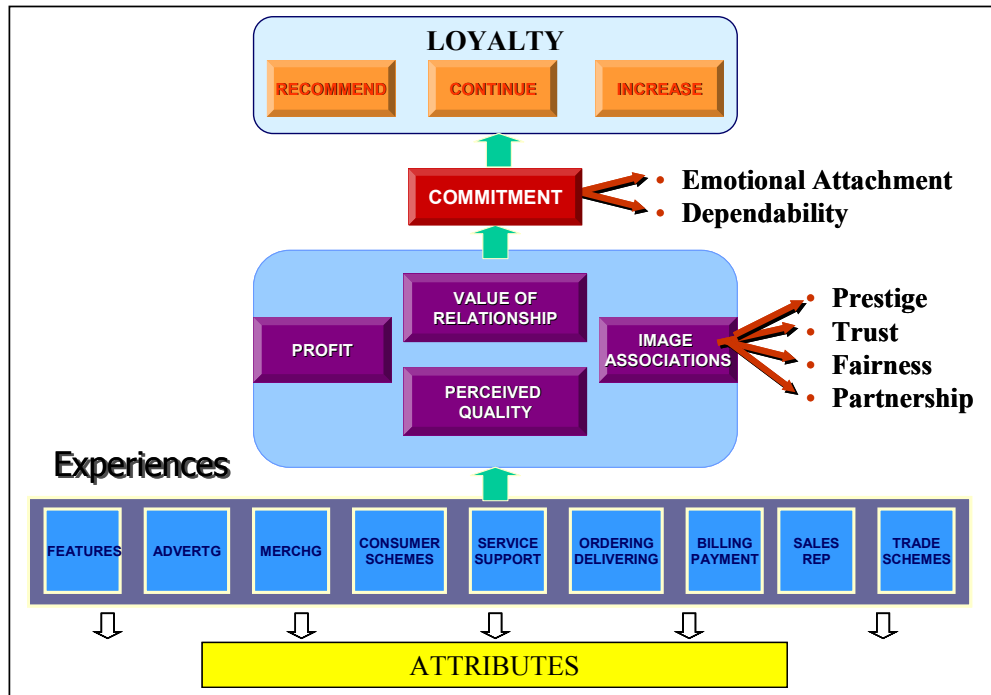 LOYALTY
RECOMMEND
CONTINUE
INCREASE
COMMITMENT
• Emotional Attachment
• Dependability
VALUE OF
RELATIONSHIP
PROFIT
IMAGE
ASSOCIATIONS
PERCEIVED
QUALITY
• Prestige
• Trust
• Fairness
• Partnership
Experiences
FEATURES
ADVERTG
MERCHG
CONSUMER
SCHEMES
SERVICE
SUPPORT
ORDERING
DELIVERING
BILLING
PAYMENT
SALES
REP
TRADE
SCHEMES
ATTRIBUTES